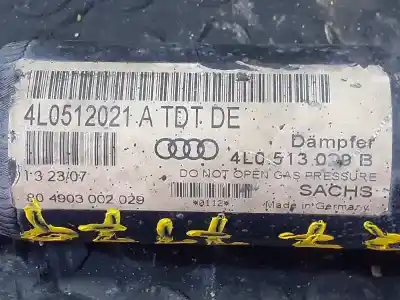 4L0512021 A TDT DE
Dämpfer
4L0 513 029 B
DO NOT OPEN GAS PRESSURE
13 23/07
SACHS
*0112*
Made in Germany
80 4903 002 029